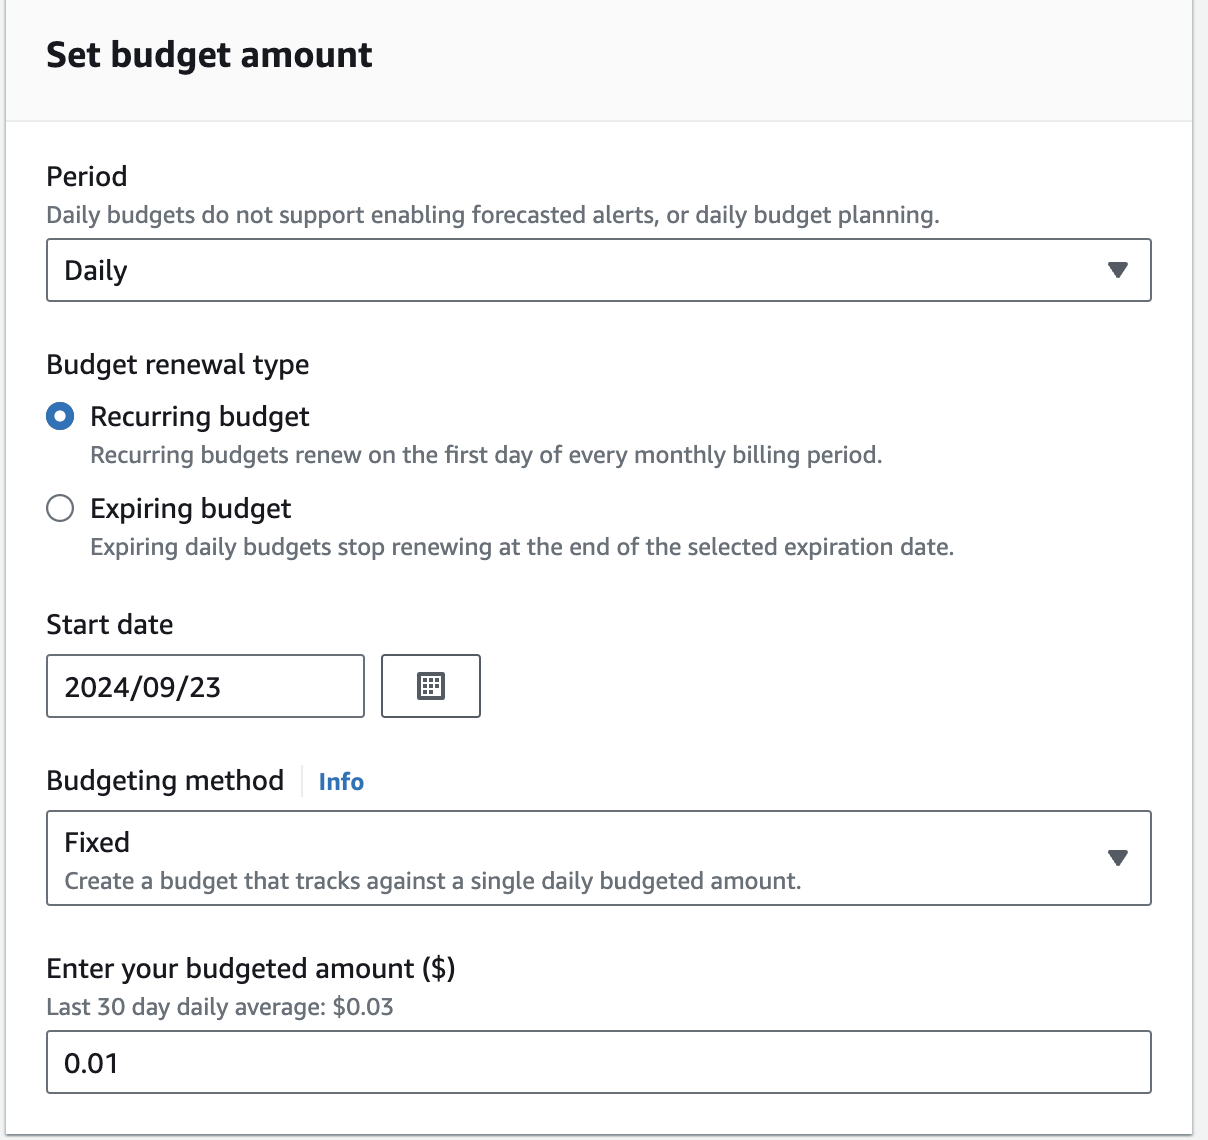 Set budget amount
Period
Daily budgets do not support enabling forecasted alerts, or daily budget planning.
Daily
Budget renewal type
Recurring budget
Recurring budgets renew on the first day of every monthly billing period.
Expiring budget
Expiring daily budgets stop renewing at the end of the selected expiration date.
Start date
2024/09/23
Budgeting method Info
Fixed
Create a budget that tracks against a single daily budgeted amount.
Enter your budgeted amount ($)
Last 30 day daily average: $0.03
0.01